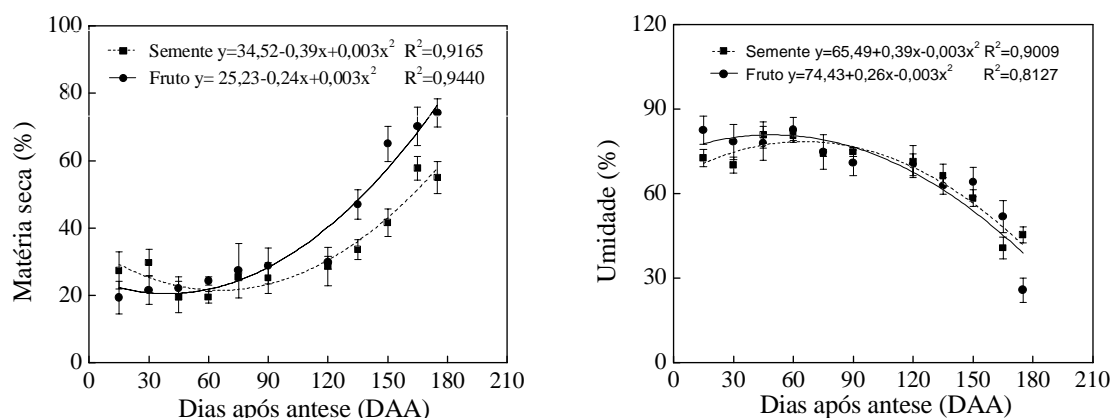 100
80
60
40
20
0
Matéria seca (%)
Semente y=34,52-0,39x+0,003x² R²=0,9165
Fruto y= 25,23-0,24x+0,003x² R²=0,9440
0 30 60 90 120 150 180 210
Dias após antese (DAA)
120
90
60
30
0
Umidade (%)
Semente y=65,49+0,39x-0,003x² R²=0,9009
Fruto y=74,43+0,26x-0,003x² R²=0,8127
0 30 60 90 120 150 180 210
Dias após antese (DAA)